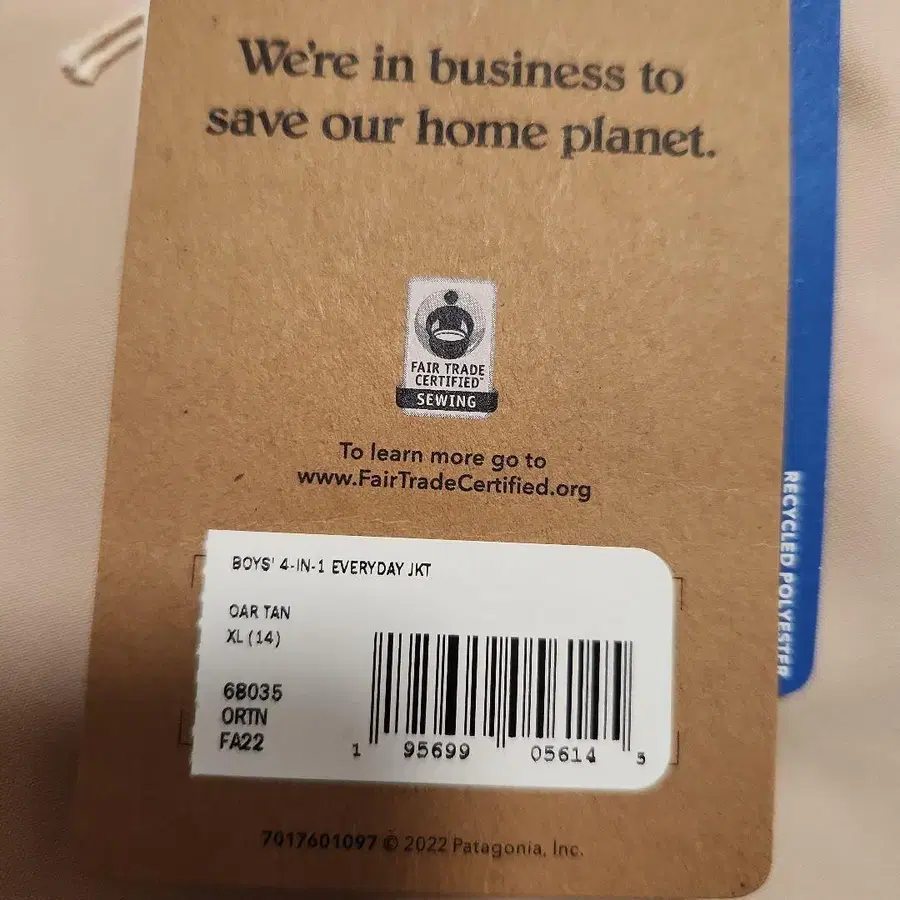 We're in business to
save our home planet.
FAIR TRADE
CERTIFIED™
SEWING
To learn more go to
www.FairTradeCertified.org
BOYS' 4-IN-1 EVERYDAY JKT
OAR TAN
XL (14)
68035
ORTN
FA22
1 95699 05614 5
7017601097 © 2022 Patagonia, Inc.
RECYCLED POLYESTER